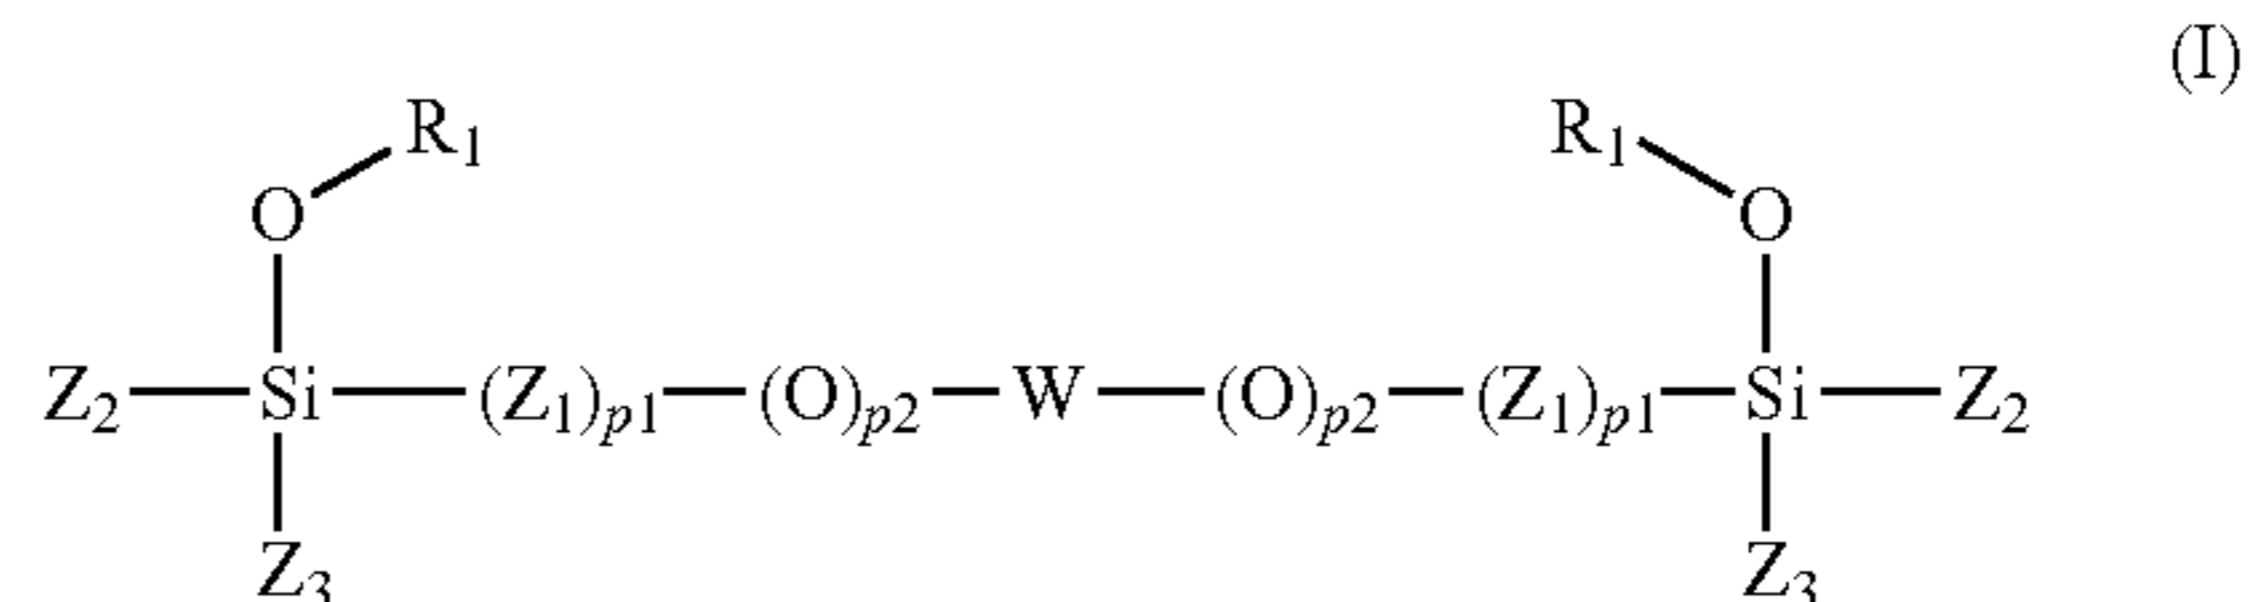 (I)
R₁ R₁
O O
Z₂—Si—(Z₁)ₚ₁—(O)ₚ₂—W—(O)ₚ₂—(Z₁)ₚ₁—Si—Z₂
Z₃ Z₃